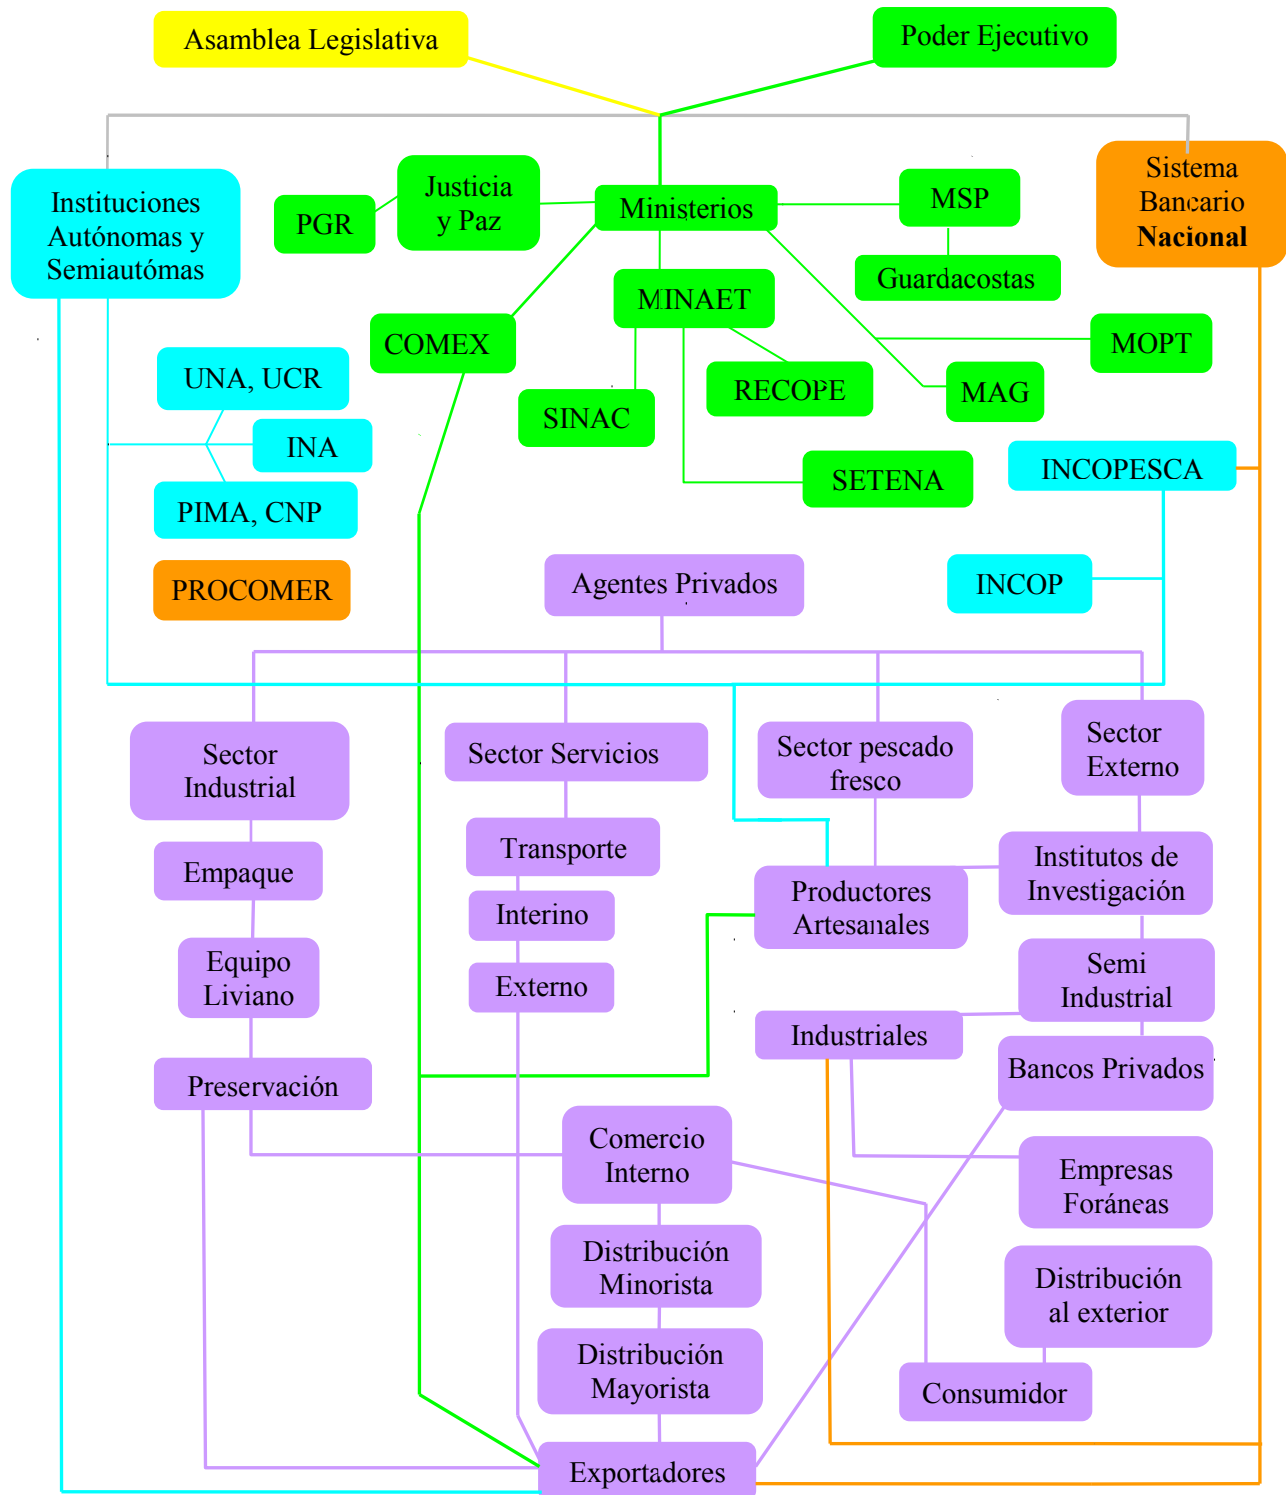 Asamblea Legislativa
Poder Ejecutivo
Instituciones
Autónomas y
Semiautómas
PGR
Justicia
y Paz
Ministerios
MSP
Sistema
Bancario
Nacional
Guardacostas
MINAET
COMEX
MOPT
UNA, UCR
RECOPE
MAG
SINAC
INA
INCOPESCA
SETENA
PIMA, CNP
PROCOMER
Agentes Privados
INCOP
Sector
Industrial
Sector Servicios
Sector pescado
fresco
Sector
Externo
Empaque
Transporte
Institutos de
Investigación
Interino
Productores
Artesanales
Equipo
Liviano
Externo
Semi
Industrial
Industriales
Bancos Privados
Preservación
Comercio
Interno
Empresas
Foráneas
Distribución
Minorista
Distribución
al exterior
Distribución
Mayorista
Consumidor
Exportadores